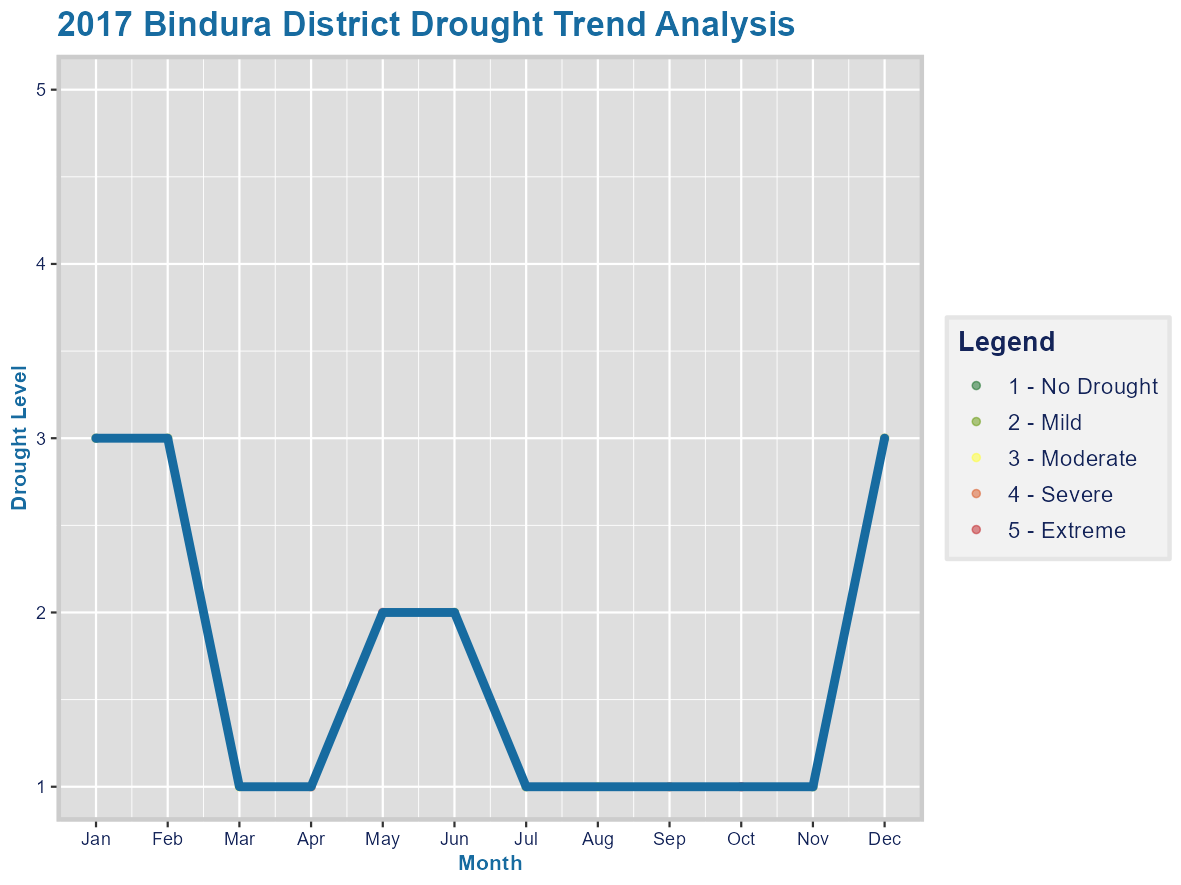 2017 Bindura District Drought Trend Analysis
5
4
3
2
1
Drought Level
Jan Feb Mar Apr May Jun Jul Aug Sep Oct Nov Dec
Month
Legend
1 - No Drought
2 - Mild
3 - Moderate
4 - Severe
5 - Extreme